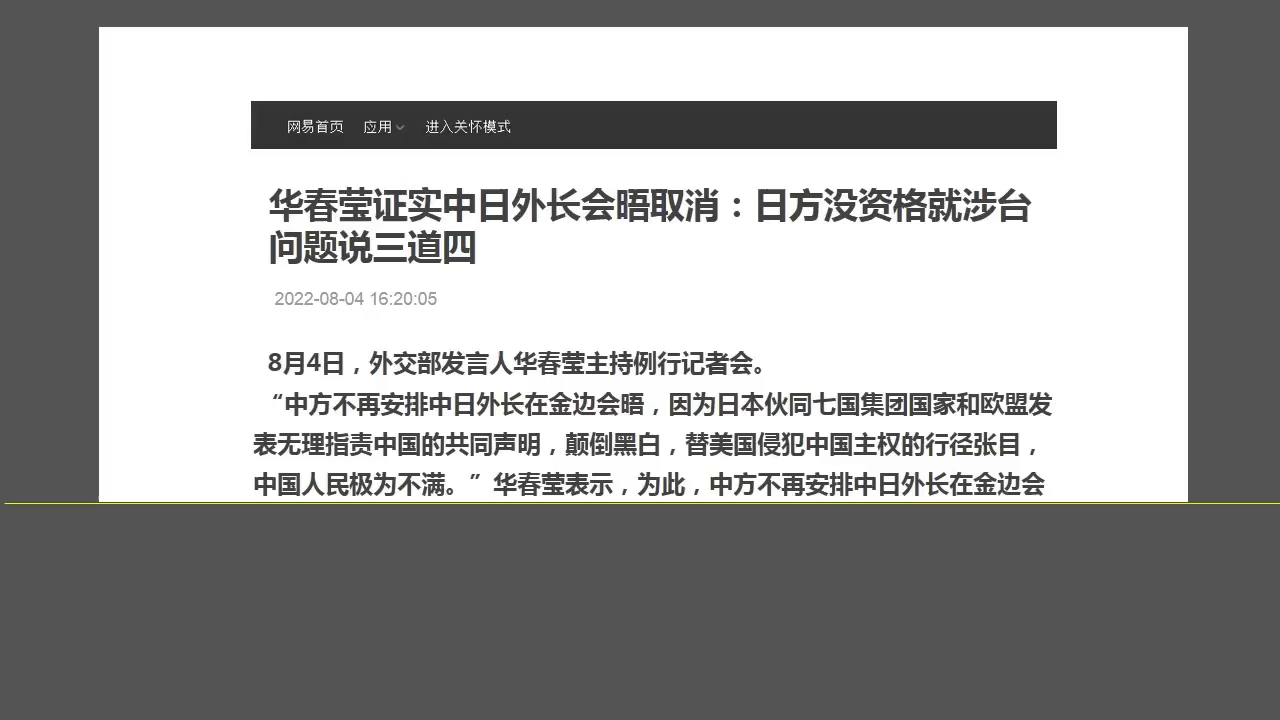 网易首页 应用 进入关怀模式
华春莹证实中日外长会晤取消：日方没资格就涉台
问题说三道四
2022-08-04 16:20:05
8月4日，外交部发言人华春莹主持例行记者会。
“中方不再安排中日外长在金边会晤，因为日本伙同七国集团国家和欧盟发
表无理指责中国的共同声明，颠倒黑白，替美国侵犯中国主权的行径张目，
中国人民极为不满。”华春莹表示，为此，中方不再安排中日外长在金边会